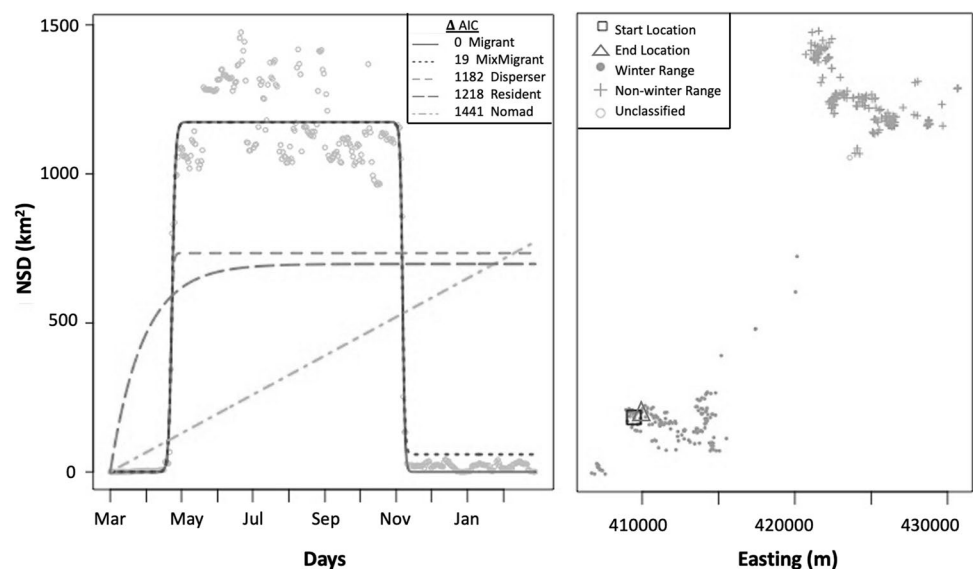 1500
1000
500
0
NSD (km²)
Δ AIC
0 Migrant
19 MixMigrant
1182 Disperser
1218 Resident
1441 Nomad
Mar May Jul Sep Nov Jan
Days
Start Location
End Location
Winter Range
Non-winter Range
Unclassified
410000 420000 430000
Easting (m)